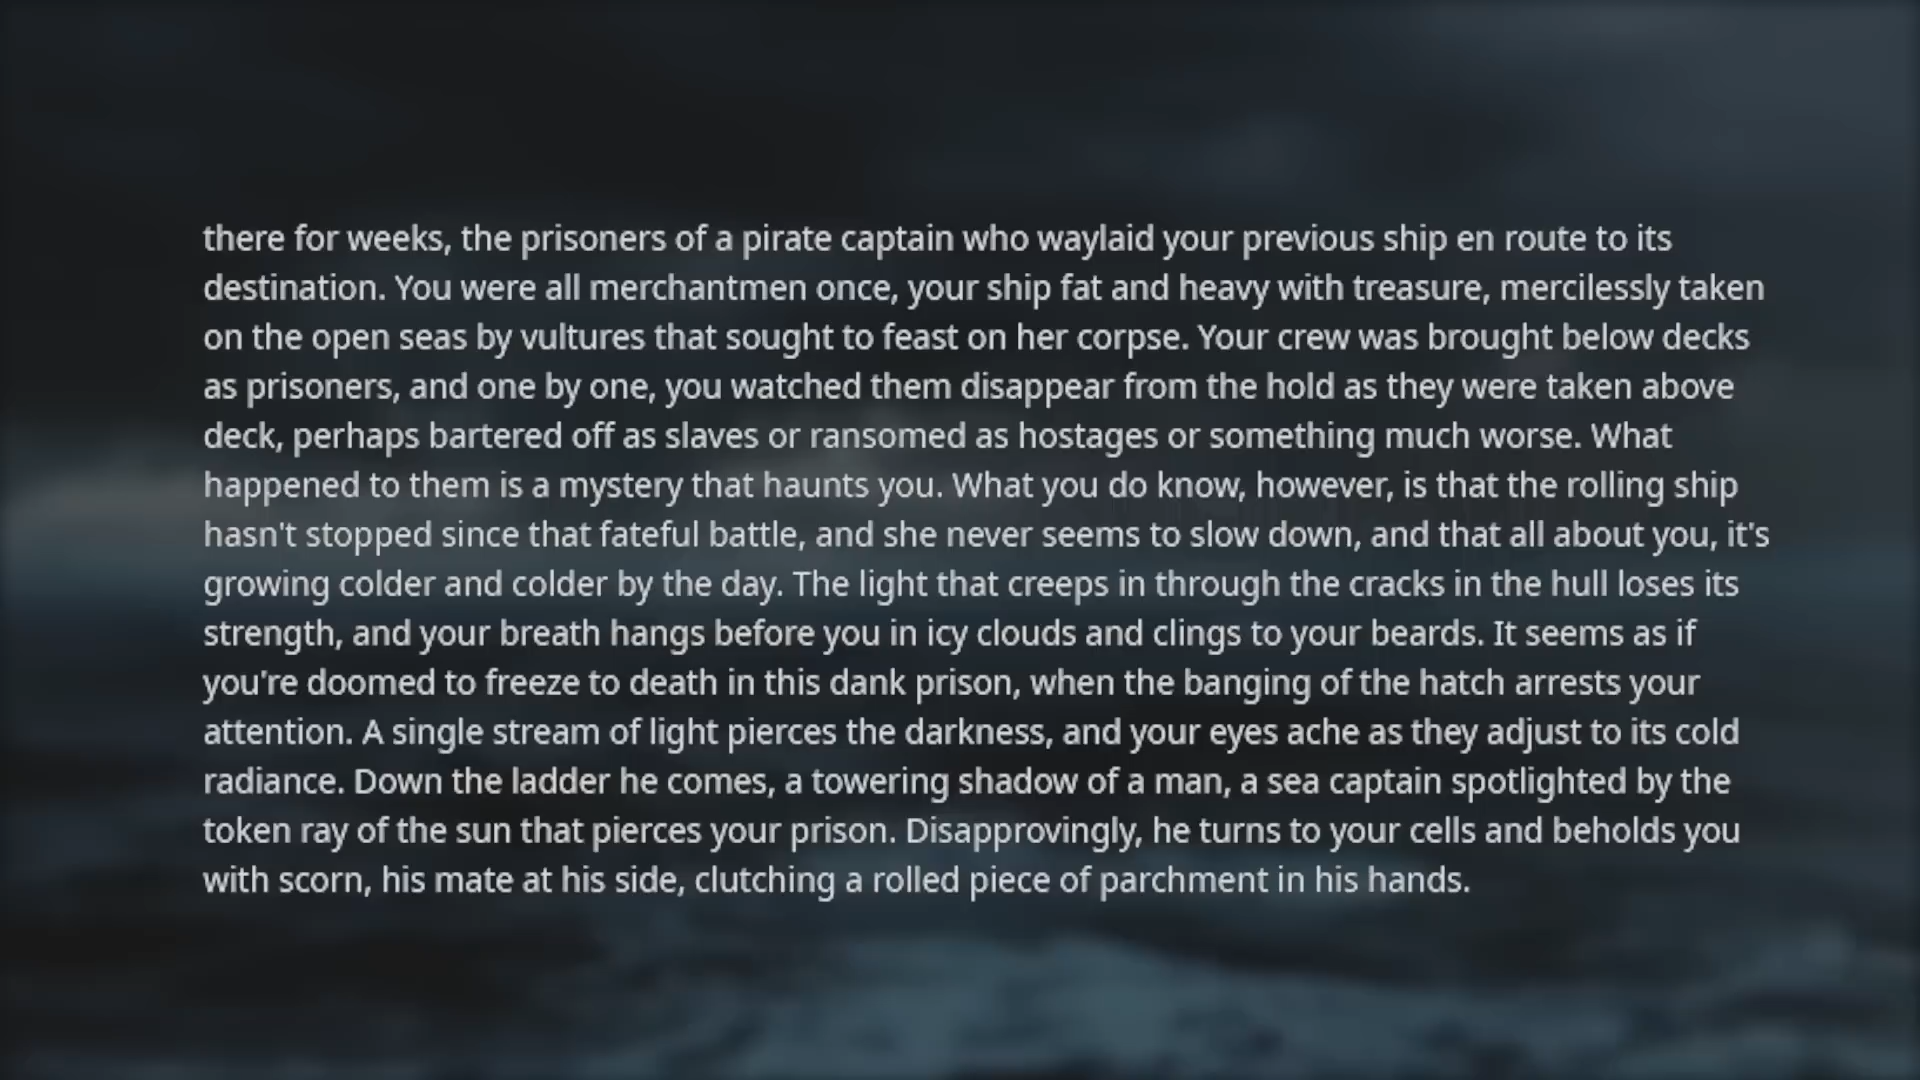 there for weeks, the prisoners of a pirate captain who waylaid your previous ship en route to its
destination. You were all merchantmen once, your ship fat and heavy with treasure, mercilessly taken
on the open seas by vultures that sought to feast on her corpse. Your crew was brought below decks
as prisoners, and one by one, you watched them disappear from the hold as they were taken above
deck, perhaps bartered off as slaves or ransomed as hostages or something much worse. What
happened to them is a mystery that haunts you. What you do know, however, is that the rolling ship
hasn't stopped since that fateful battle, and she never seems to slow down, and that all about you, it's
growing colder and colder by the day. The light that creeps in through the cracks in the hull loses its
strength, and your breath hangs before you in icy clouds and clings to your beards. It seems as if
you're doomed to freeze to death in this dank prison, when the banging of the hatch arrests your
attention. A single stream of light pierces the darkness, and your eyes ache as they adjust to its cold
radiance. Down the ladder he comes, a towering shadow of a man, a sea captain spotlighted by the
token ray of the sun that pierces your prison. Disapprovingly, he turns to your cells and beholds you
with scorn, his mate at his side, clutching a rolled piece of parchment in his hands.